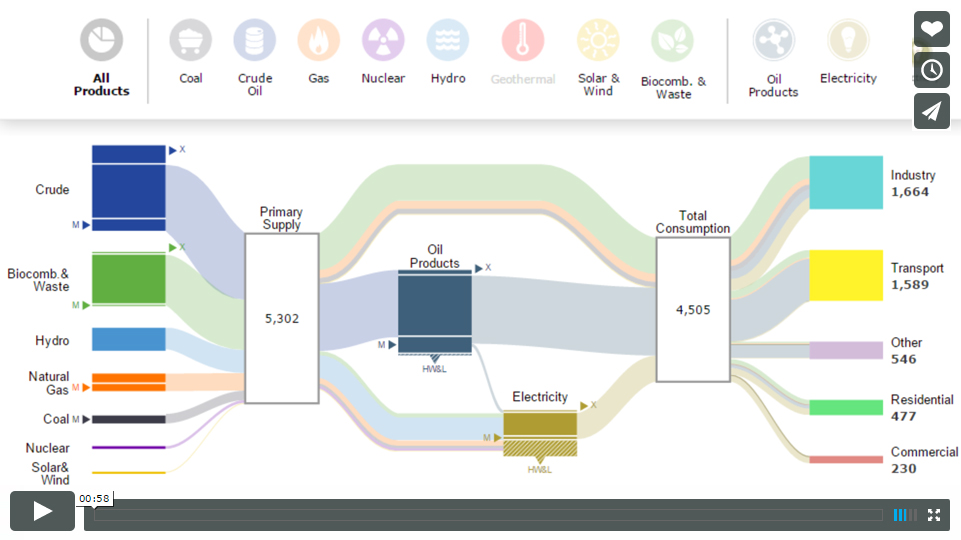 All
Products
Coal
Crude
Oil
Gas
Nuclear
Hydro
Geothermal
Solar &
Wind
Biocomb. &
Waste
Oil
Products
Electricity
Crude
X
M
Biocomb.&
Waste
X
M
Hydro
Natural
Gas
M
Coal
M
Nuclear
Solar&
Wind
Primary
Supply
5,302
Oil
Products
X
M
HW&L
Electricity
X
M
HW&L
Total
Consumption
4,505
Industry
1,664
Transport
1,589
Other
546
Residential
477
Commercial
230
00:58